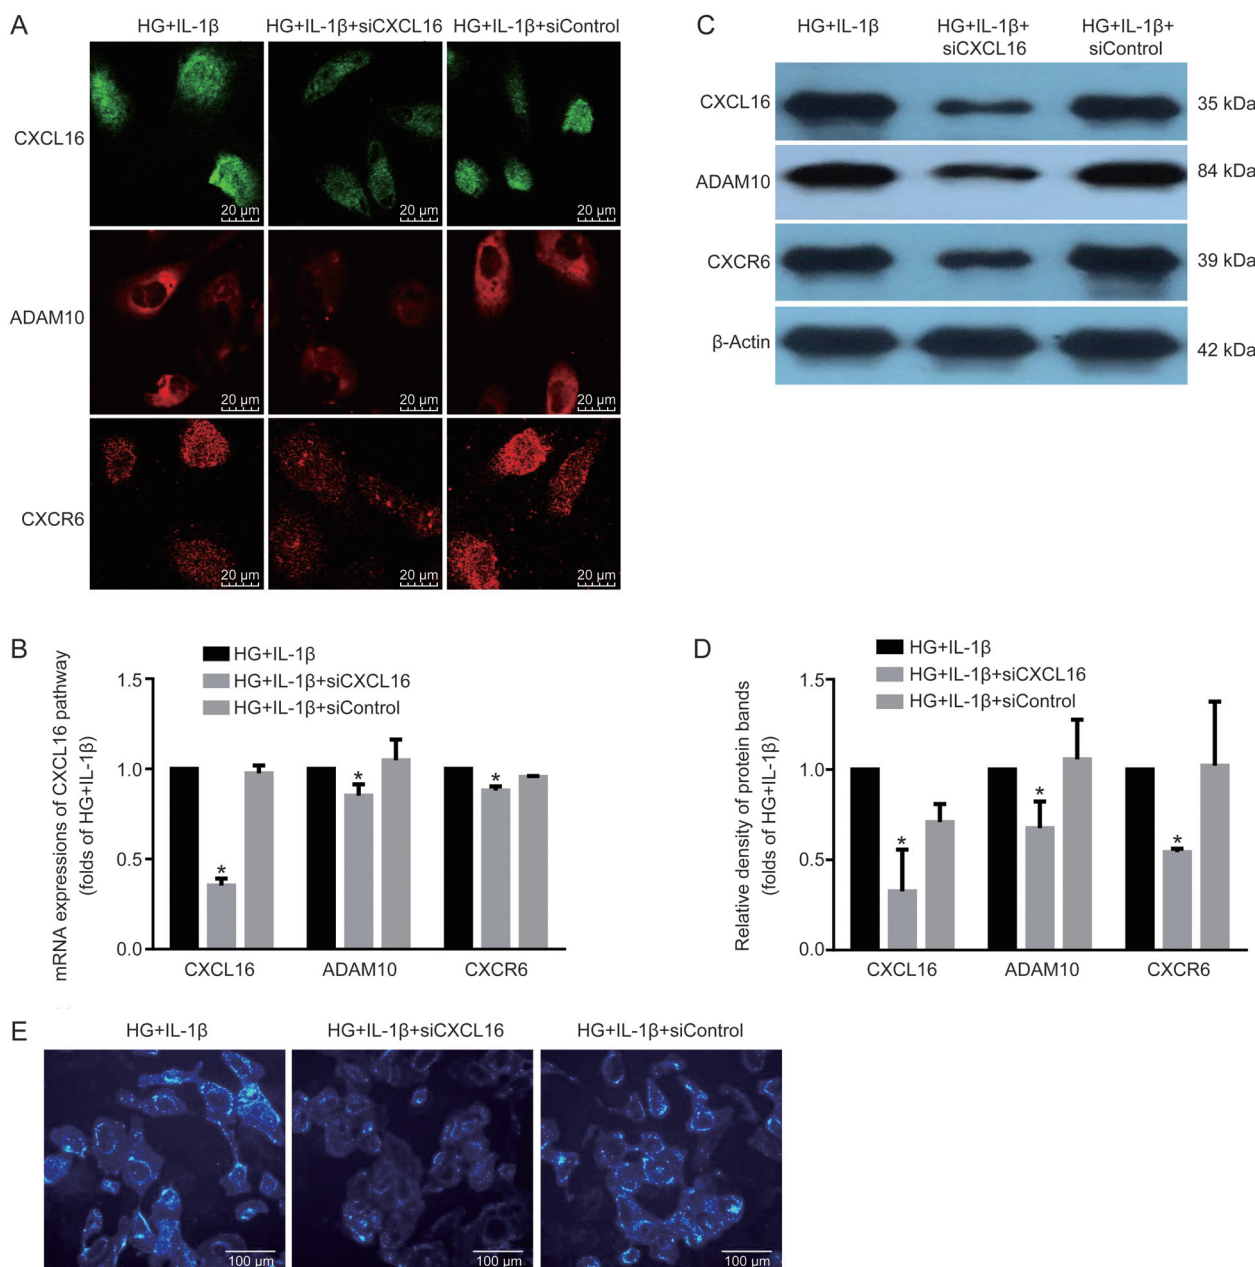 A
HG+IL-1β
HG+IL-1β+siCXCL16
HG+IL-1β+siControl
CXCL16
20 µm
20 µm
20 µm
ADAM10
20 µm
20 µm
20 µm
CXCR6
20 µm
20 µm
20 µm
C
HG+IL-1β
HG+IL-1β+
siCXCL16
HG+IL-1β+
siControl
CXCL16
35 kDa
ADAM10
84 kDa
CXCR6
39 kDa
β-Actin
42 kDa
B
HG+IL-1β
HG+IL-1β+siCXCL16
HG+IL-1β+siControl
mRNA expressions of CXCL16 pathway
(folds of HG+IL-1β)
1.5
1.0
0.5
0.0
*
*
*
CXCL16
ADAM10
CXCR6
D
HG+IL-1β
HG+IL-1β+siCXCL16
HG+IL-1β+siControl
Relative density of protein bands
(folds of HG+IL-1β)
1.5
1.0
0.5
0.0
*
*
*
CXCL16
ADAM10
CXCR6
E
HG+IL-1β
HG+IL-1β+siCXCL16
HG+IL-1β+siControl
100 µm
100 µm
100 µm